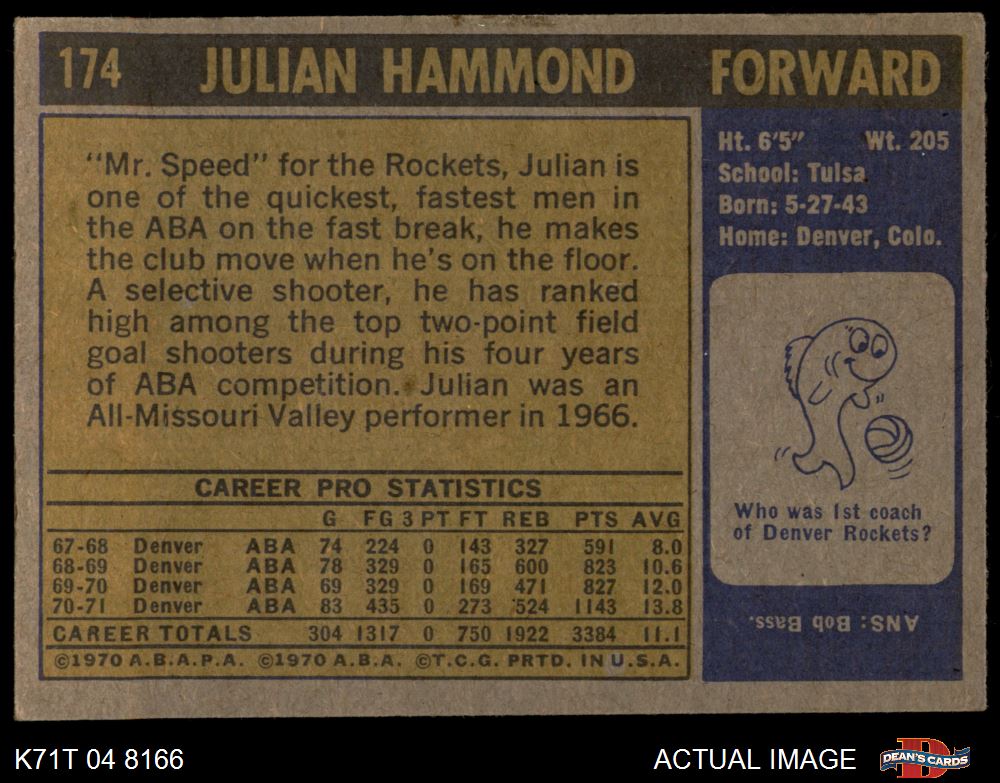 174 JULIAN HAMMOND FORWARD
"Mr. Speed" for the Rockets, Julian is
one of the quickest, fastest men in
the ABA on the fast break, he makes
the club move when he's on the floor.
A selective shooter, he has ranked
high among the top two-point field
goal shooters during his four years
of ABA competition. Julian was an
All-Missouri Valley performer in 1966.
Ht. 6'5" Wt. 205
School: Tulsa
Born: 5-27-43
Home: Denver, Colo.
Who was 1st coach
of Denver Rockets?
ANS: Bob Bass.
CAREER PRO STATISTICS
G FG 3 PT FT REB PTS AVG
67-68 Denver ABA 74 224 0 143 327 591 8.0
68-69 Denver ABA 78 329 0 165 600 823 10.6
69-70 Denver ABA 69 329 0 169 471 827 12.0
70-71 Denver ABA 83 435 0 273 524 1143 13.8
CAREER TOTALS 304 1317 0 750 1922 3384 11.1
©1970 A.B.A.P.A. ©1970 A.B.A. ©T.C.G. PRTD. IN U.S.A.
K71T 04 8166 ACTUAL IMAGE DEAN'S CARDS